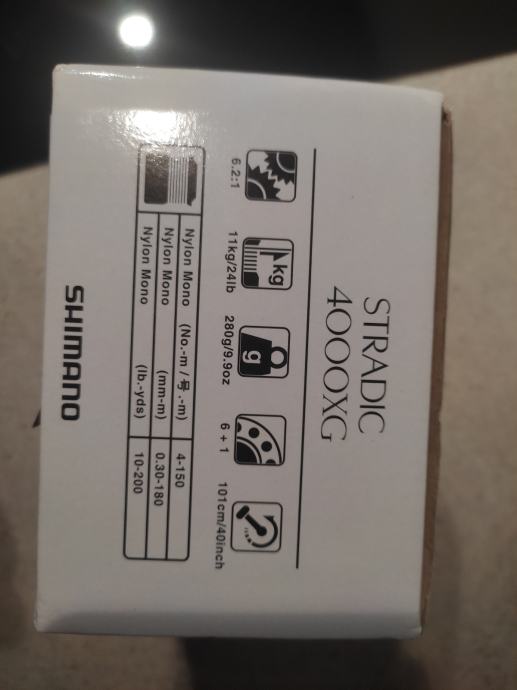 STRADIC
4000XG
kg
g
6.2:1 11kg/24lb 280g/9.9oz 6+1 101cm/40inch
Nylon Mono (No.-m / 号.-m) 4-150
Nylon Mono (mm-m) 0.30-180
Nylon Mono (lb.-yds) 10-200
SHIMANO